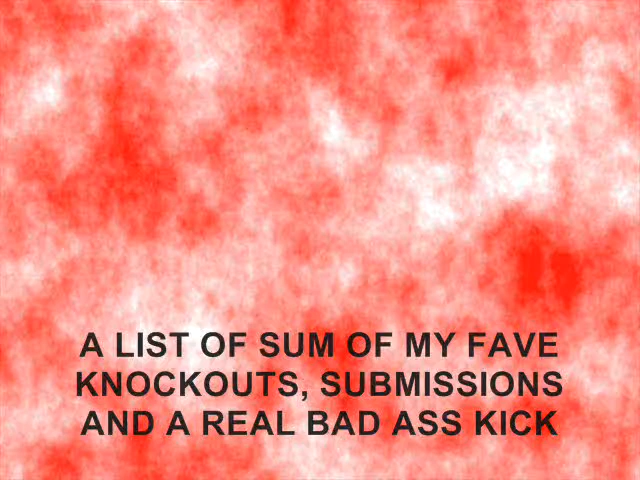 A LIST OF SUM OF MY FAVE
KNOCKOUTS, SUBMISSIONS
AND A REAL BAD ASS KICK